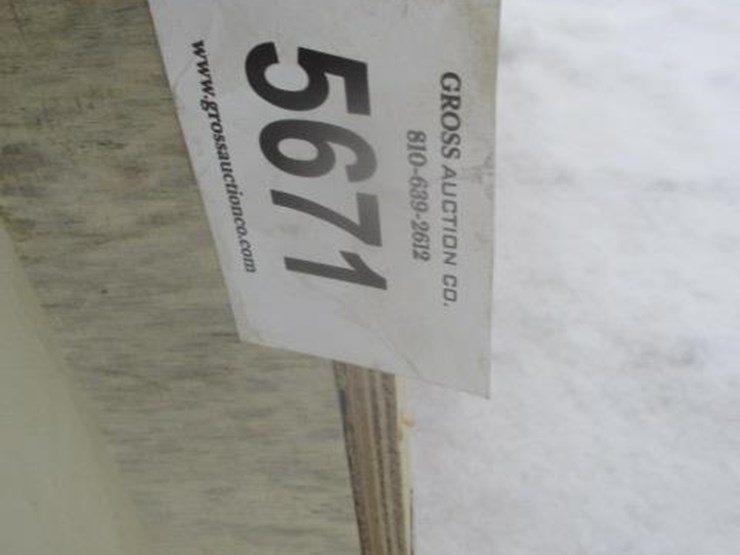 GROSS AUCTION CO.
810-639-2612
5671
www.grossauctionco.com